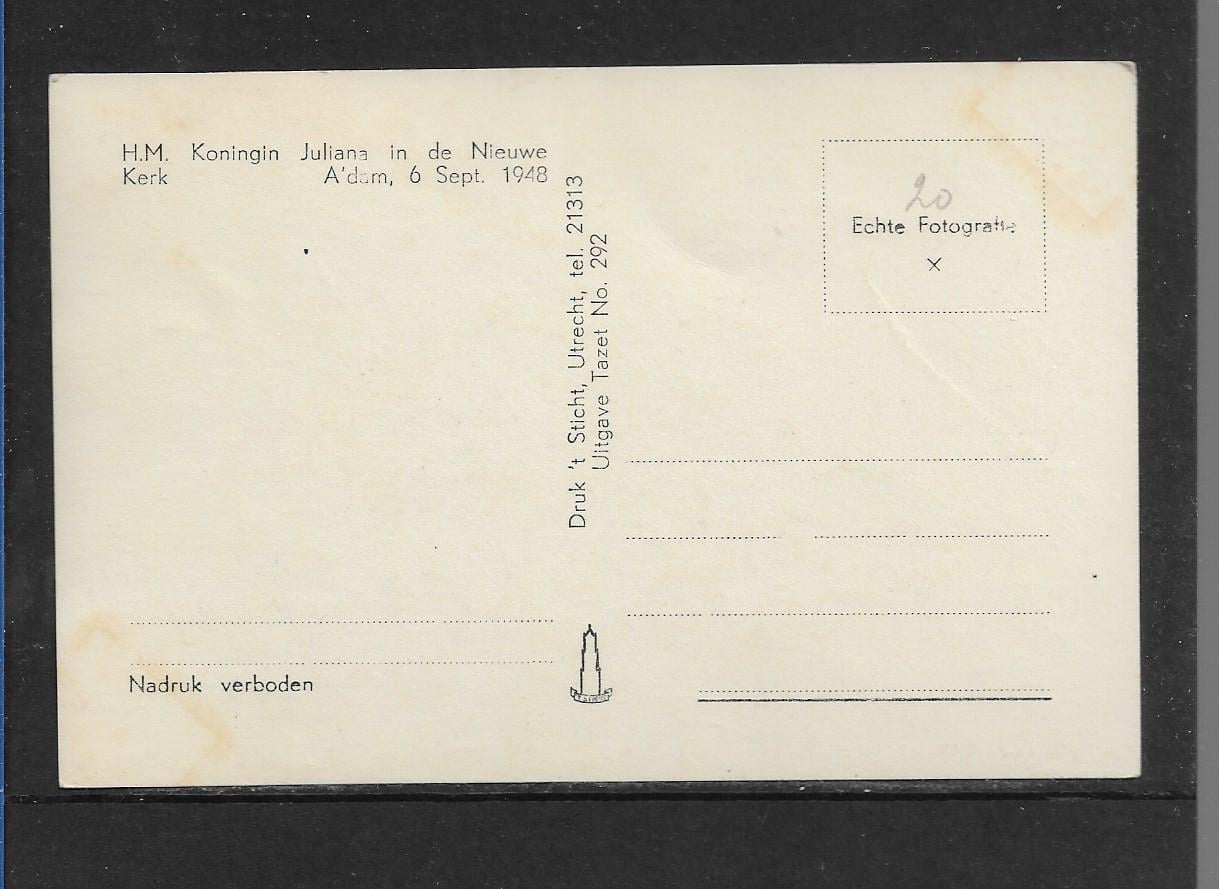 H.M. Koningin Juliana in de Nieuwe
Kerk A'dam, 6 Sept. 1948
Druk 't Sticht, Utrecht, tel. 21313
Uitgave Tazet No. 292
20
Echte Fotografie
X
Nadruk verboden